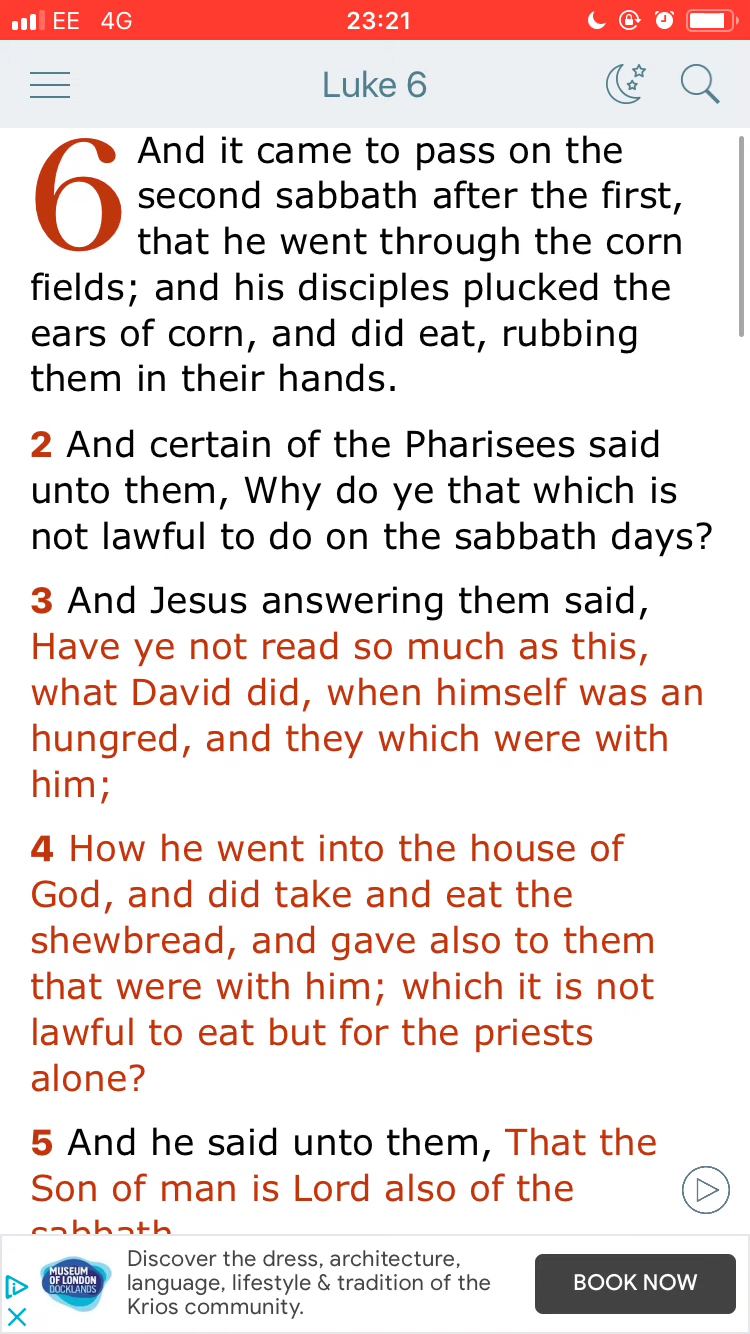 EE 4G 23:21
Luke 6
6 And it came to pass on the
second sabbath after the first,
that he went through the corn
fields; and his disciples plucked the
ears of corn, and did eat, rubbing
them in their hands.
2 And certain of the Pharisees said
unto them, Why do ye that which is
not lawful to do on the sabbath days?
3 And Jesus answering them said,
Have ye not read so much as this,
what David did, when himself was an
hungred, and they which were with
him;
4 How he went into the house of
God, and did take and eat the
shewbread, and gave also to them
that were with him; which it is not
lawful to eat but for the priests
alone?
5 And he said unto them, That the
Son of man is Lord also of the
sabbath
MUSEUM
OF LONDON
DOCKLANDS
Discover the dress, architecture,
language, lifestyle & tradition of the
Krios community.
BOOK NOW